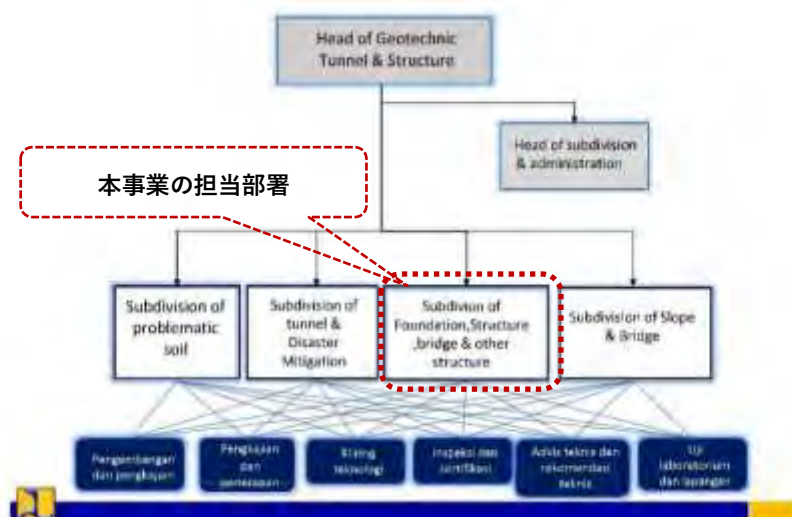 Head of Geotechnic
Tunnel & Structure
Head of subdivision
& administration
本事業の担当部署
Subdivision of
problematic
soil
Subdivision of
tunnel &
Disaster
Mitigation
Subdivion of
Foundation,Structure
,bridge & other
structure
Subdivision of Slope
& Bridge
Pengembangan
dan pengkajian
Pengkajian
dan
penerapan
Kliring
teknologi
Inspeksi dan
sertifikasi
Advis teknis dan
rekomendasi
teknis
Uji
laboratorium
dan lapangan